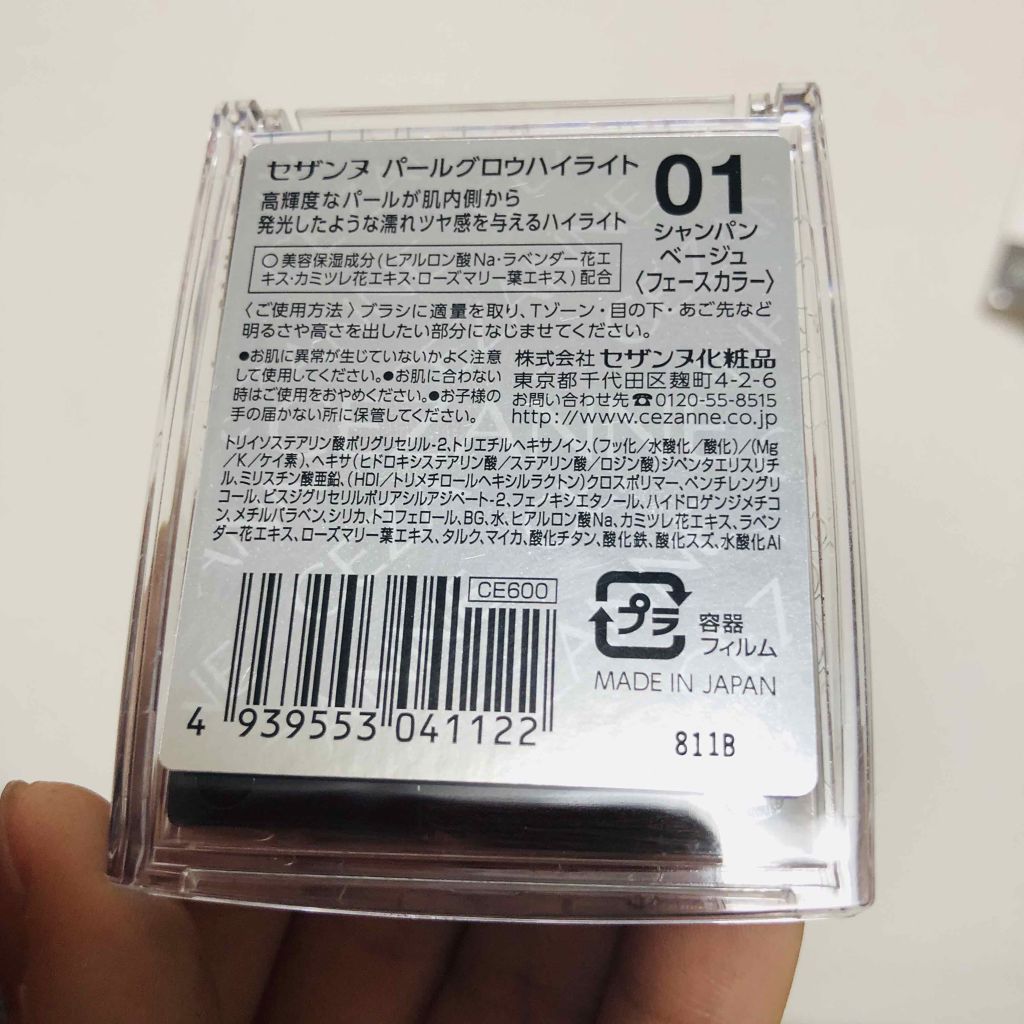 セザンヌ パールグロウハイライト
高輝度なパールが肌内側から
発光したような濡れツヤ感を与えるハイライト
01
シャンパン
ベージュ
〈フェースカラー〉
○美容保湿成分(ヒアルロン酸Na・ラベンダー花エ
キス・カミツレ花エキス・ローズマリー葉エキス)配合
〈ご使用方法〉ブラシに適量を取り、Tゾーン・目の下・あご先など
明るさや高さを出したい部分になじませてください。
●お肌に異常が生じていないかよく注意
して使用してください。●お肌に合わない
時はご使用をおやめください。●お子様の
手の届かない所に保管してください。
株式会社 セザンヌ化粧品
東京都千代田区麹町4-2-6
お問い合わせ先☎0120-55-8515
http://www.cezanne.co.jp
トリイソステアリン酸ポリグリセリル-2、トリエチルヘキサノイン、(フッ化/水酸化/酸化)/(Mg
/K/ケイ素)、ヘキサ(ヒドロキシステアリン酸/ステアリン酸/ロジン酸)ジペンタエリスリチ
ル、ミリスチン酸亜鉛、(HDI/トリメチロールヘキシルラクトン)クロスポリマー、ペンチレングリ
コール、ビスジグリセリルポリアシルアジペート-2、フェノキシエタノール、ハイドロゲンジメチコ
ン、メチルパラベン、シリカ、トコフェロール、BG、水、ヒアルロン酸Na、カミツレ花エキス、ラベン
ダー花エキス、ローズマリー葉エキス、タルク、マイカ、酸化チタン、酸化鉄、酸化スズ、水酸化Al
CE600
4 939553 041122
プラ
容器
フィルム
MADE IN JAPAN
811B